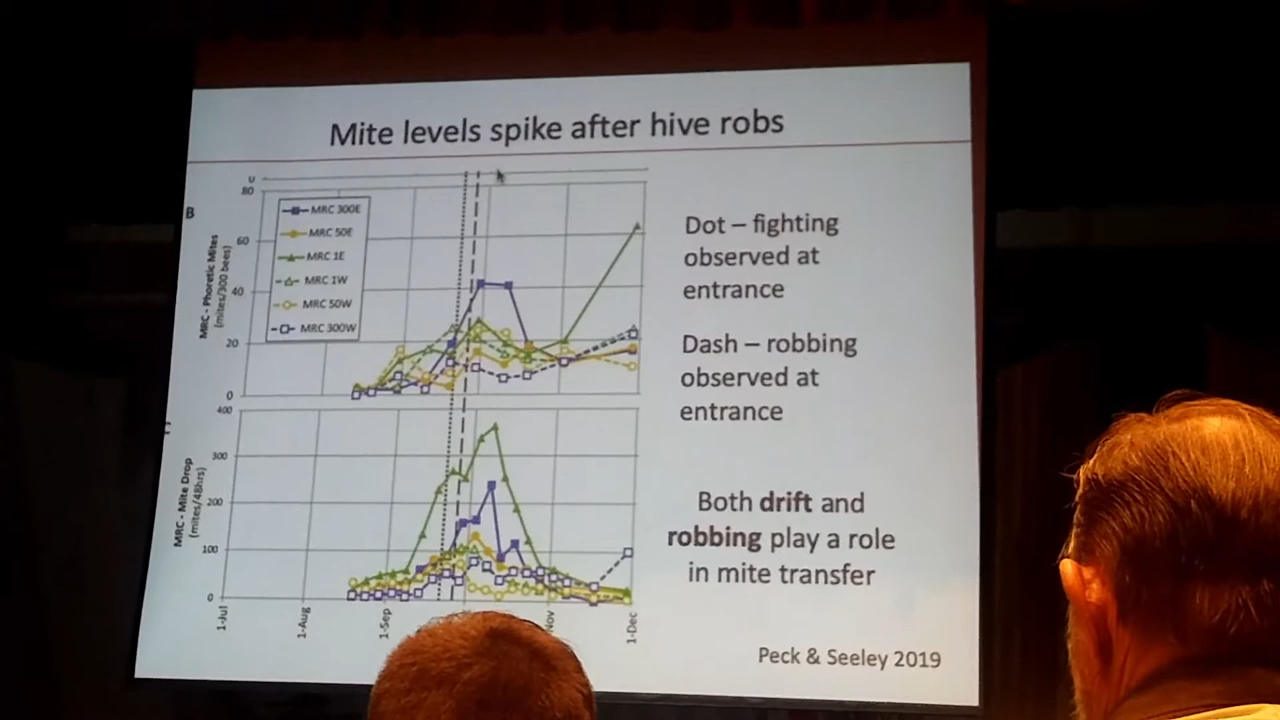 Mite levels spike after hive robs
0
80
B
MRC 300E
MRC 50E
MRC 1E
MRC 1W
MRC 50W
MRC 300W
MRC - Phoretic Mites
(mites/300 bees)
60
40
20
0
Dot – fighting
observed at
entrance
Dash – robbing
observed at
entrance
400
300
200
100
0
MRC - Mite Drop
(mites/48hrs)
1-Jul
1-Aug
1-Sep
Nov
1-Dec
Both drift and
robbing play a role
in mite transfer
Peck & Seeley 2019